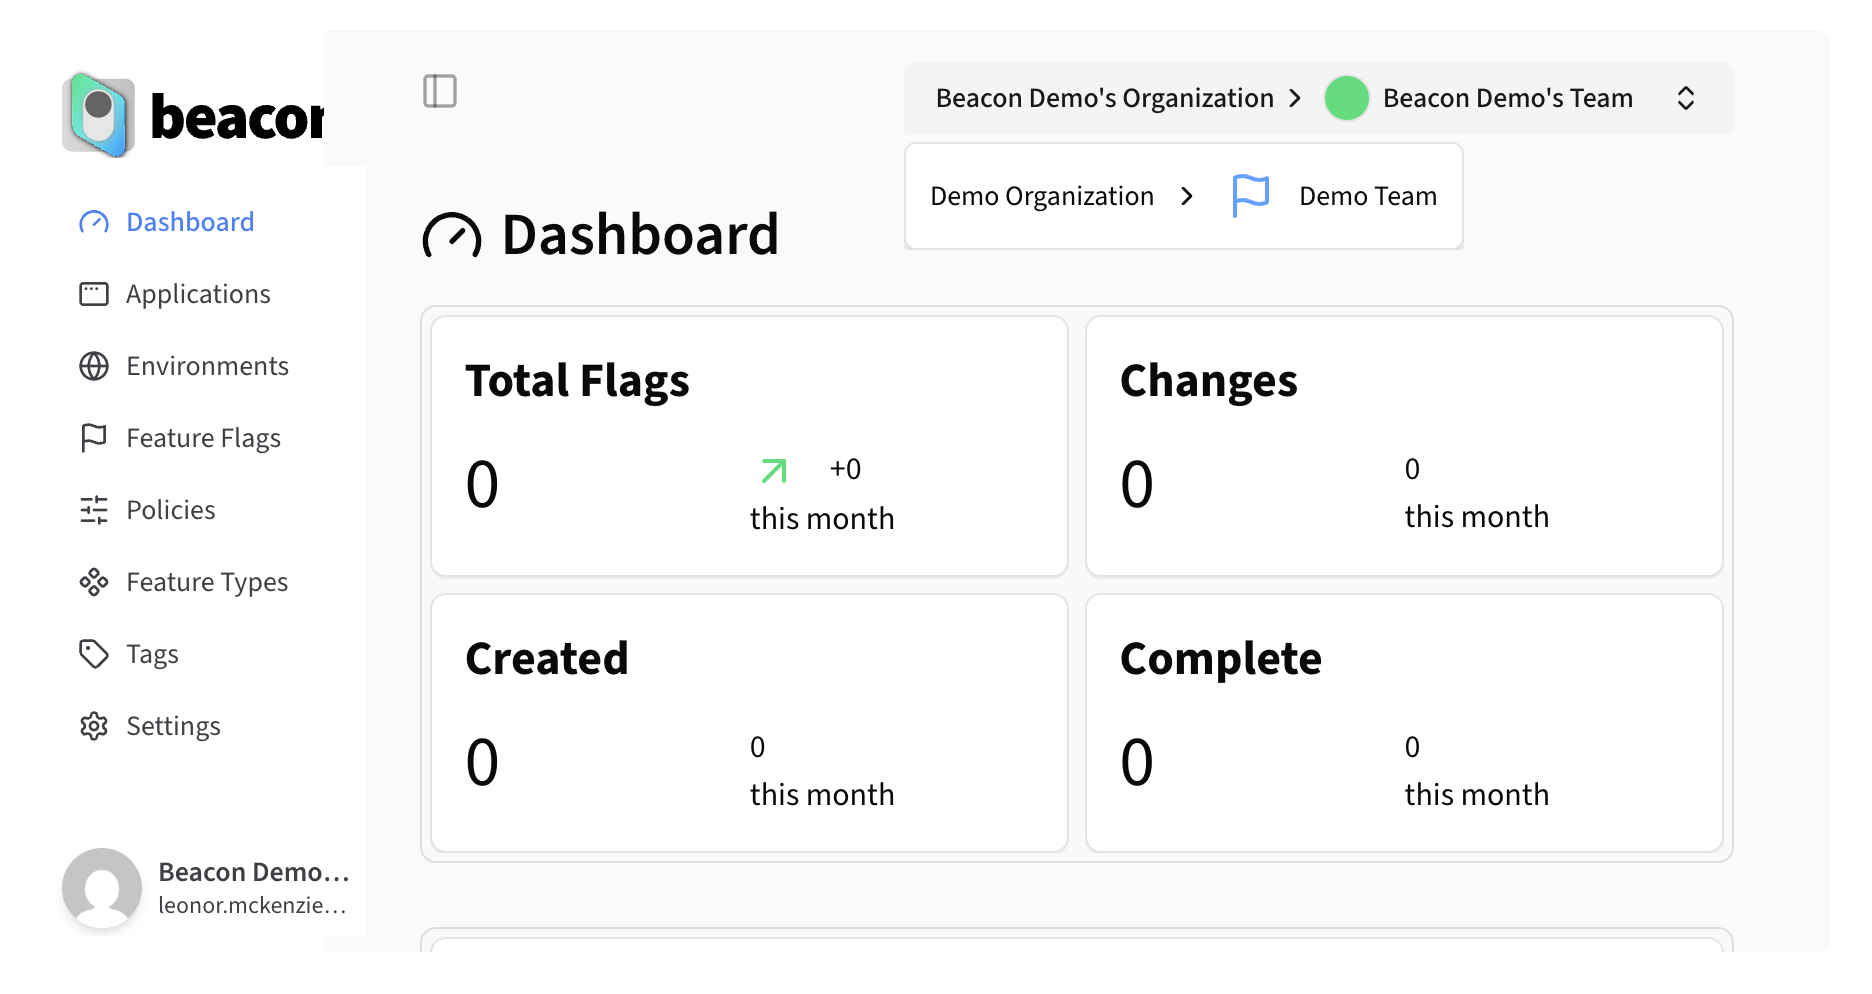 beacon
Dashboard
Applications
Environments
Feature Flags
Policies
Feature Types
Tags
Settings
Beacon Demo…
leonor.mckenzie…
Beacon Demo's Organization > Beacon Demo's Team
Demo Organization > Demo Team
Dashboard
Total Flags
0
+0
this month
Changes
0
0
this month
Created
0
0
this month
Complete
0
0
this month